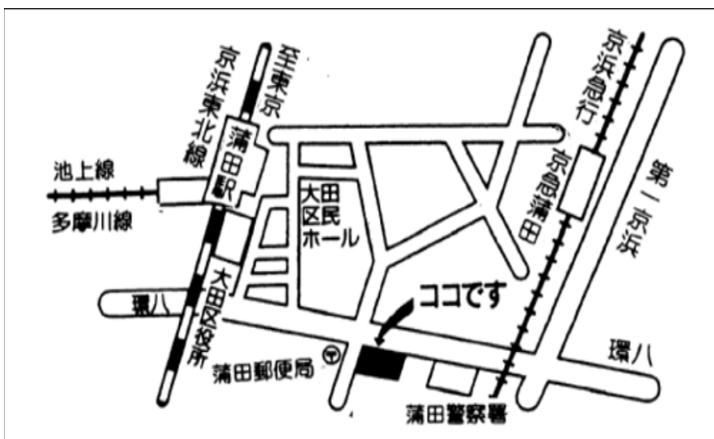 至東京
京浜東北線
蒲田駅
池上線
多摩川線
大田
区民
ホール
京浜急行
京急蒲田
第一京浜
環八
大田区役所
ココです
〒
蒲田郵便局
蒲田警察署
環八